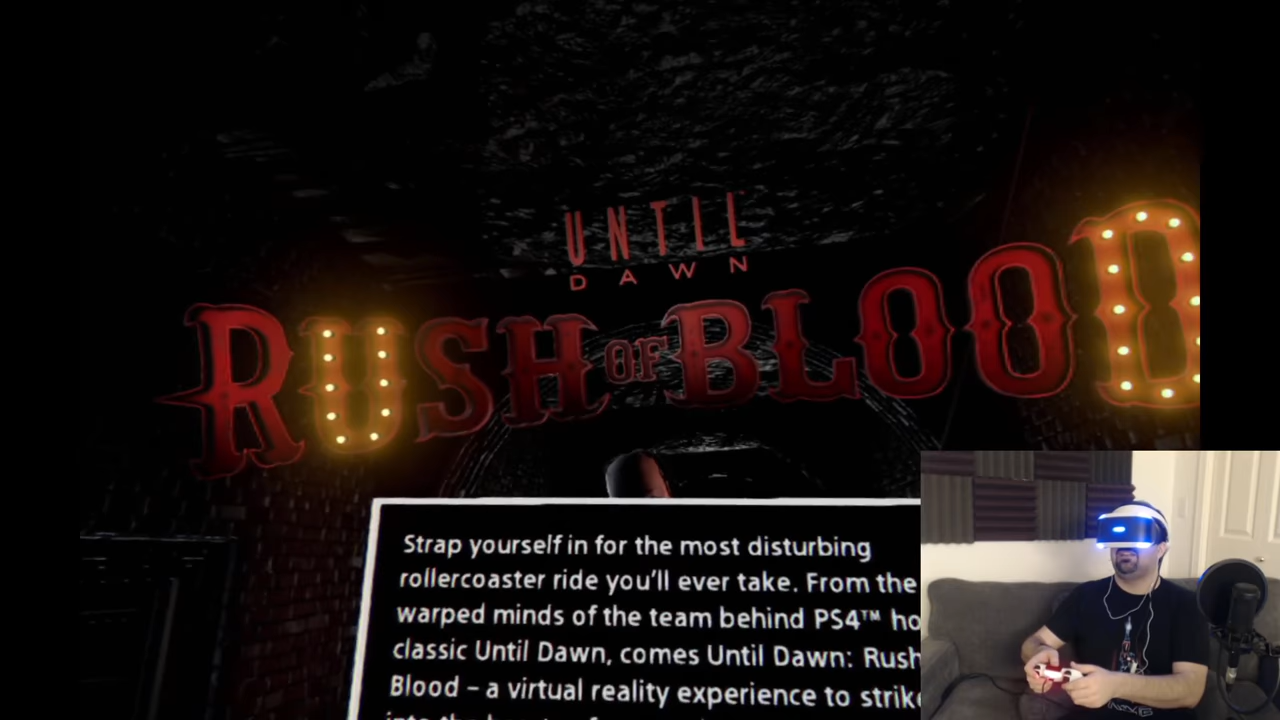 UNTIL
DAWN
RUSH OF BLOOD
Strap yourself in for the most disturbing
rollercoaster ride you'll ever take. From the
warped minds of the team behind PS4™ ho
classic Until Dawn, comes Until Dawn: Rush
Blood – a virtual reality experience to strike